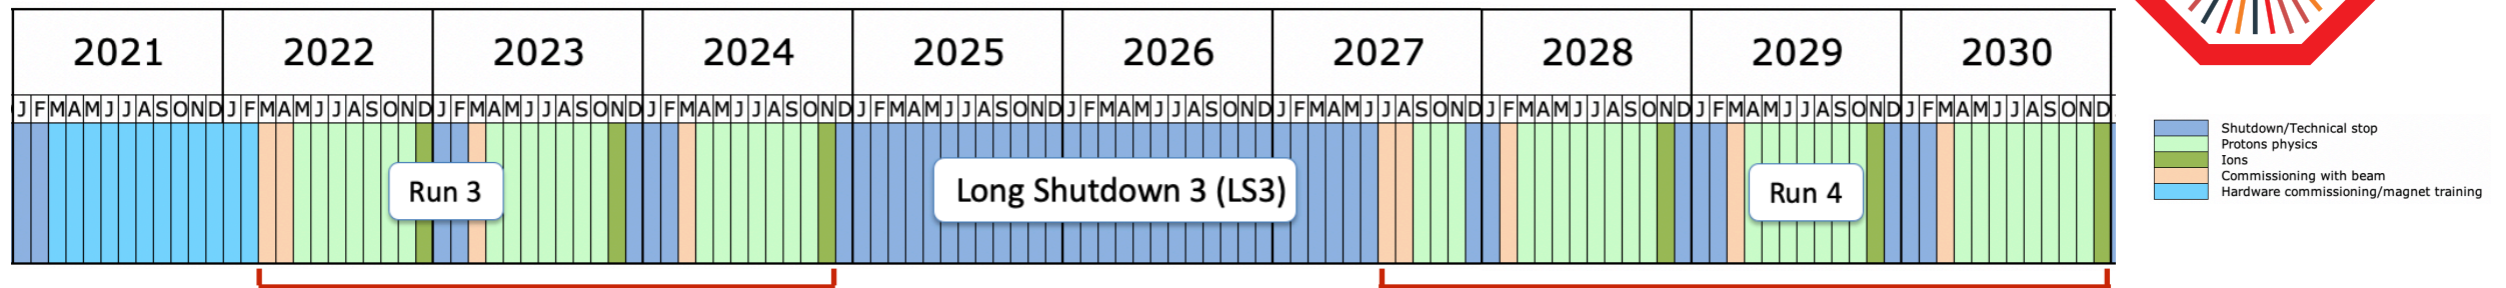 2021 2022 2023 2024 2025 2026 2027 2028 2029 2030
J F M A M J J A S O N D J F M A M J J A S O N D J F M A M J J A S O N D J F M A M J J A S O N D J F M A M J J A S O N D J F M A M J J A S O N D J F M A M J J A S O N D J F M A M J J A S O N D J F M A M J J A S O N D J F M A M J J A S O N D
Run 3
Long Shutdown 3 (LS3)
Run 4
Shutdown/Technical stop
Protons physics
Ions
Commissioning with beam
Hardware commissioning/magnet training